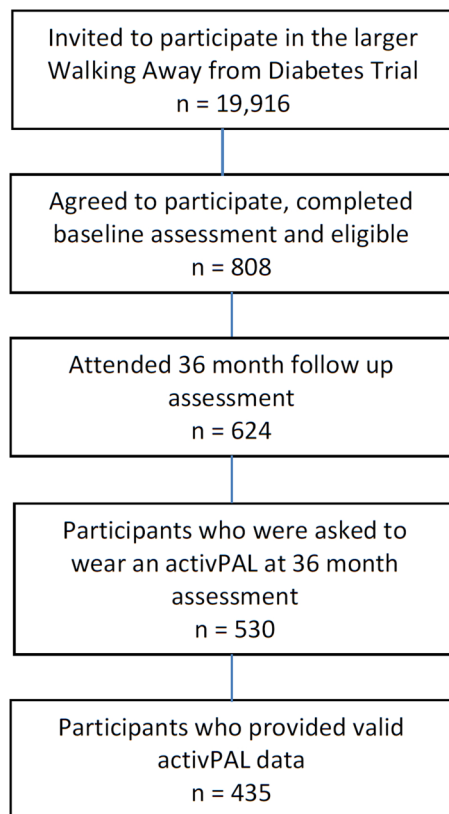 Invited to participate in the larger
Walking Away from Diabetes Trial
n = 19,916
Agreed to participate, completed
baseline assessment and eligible
n = 808
Attended 36 month follow up
assessment
n = 624
Participants who were asked to
wear an activPAL at 36 month
assessment
n = 530
Participants who provided valid
activPAL data
n = 435